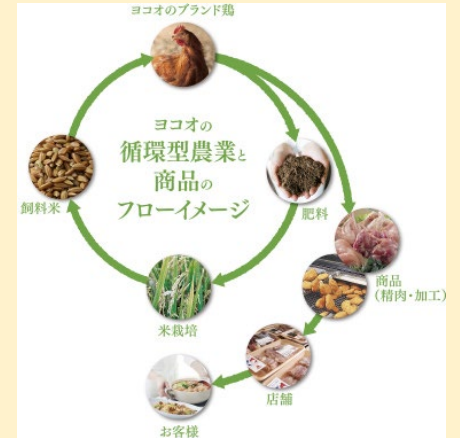 ヨコオのブランド鶏
ヨコオの
循環型農業と
商品の
フローイメージ
飼料米
肥料
商品
（精肉・加工）
米栽培
店舗
お客様